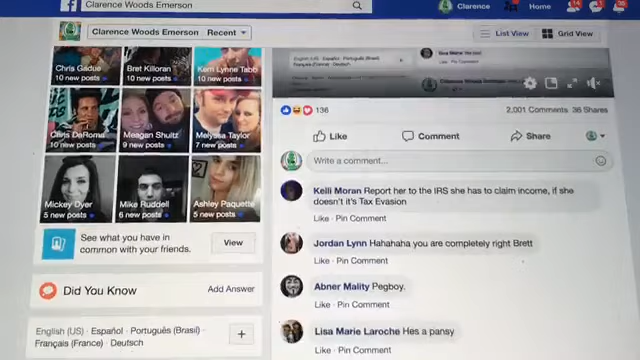 Clarence Woods Emerson
Clarence
Home
Clarence Woods Emerson
Recent
List View
Grid View
Chris Gadue
10 new posts
Bret Killoran
10 new posts
Kerri Lynne Tabb
10 new posts
Chris DaRoma
10 new posts
Meagan Shultz
9 new posts
Melyssa Taylor
7 new posts
Mickey Dyer
5 new posts
Mike Ruddell
6 new posts
Ashley Paquette
5 new posts
See what you have in
common with your friends.
View
Did You Know
Add Answer
English (US) · Español · Português (Brasil) ·
Français (France) · Deutsch
+
136
2,001 Comments 36 Shares
Like
Comment
Share
Write a comment...
Kelli Moran Report her to the IRS she has to claim income, if she
doesn't it's Tax Evasion
Like · Pin Comment
Jordan Lynn Hahahaha you are completely right Brett
Like · Pin Comment
Abner Mality Pegboy.
Like · Pin Comment
Lisa Marie Laroche Hes a pansy
Like · Pin Comment